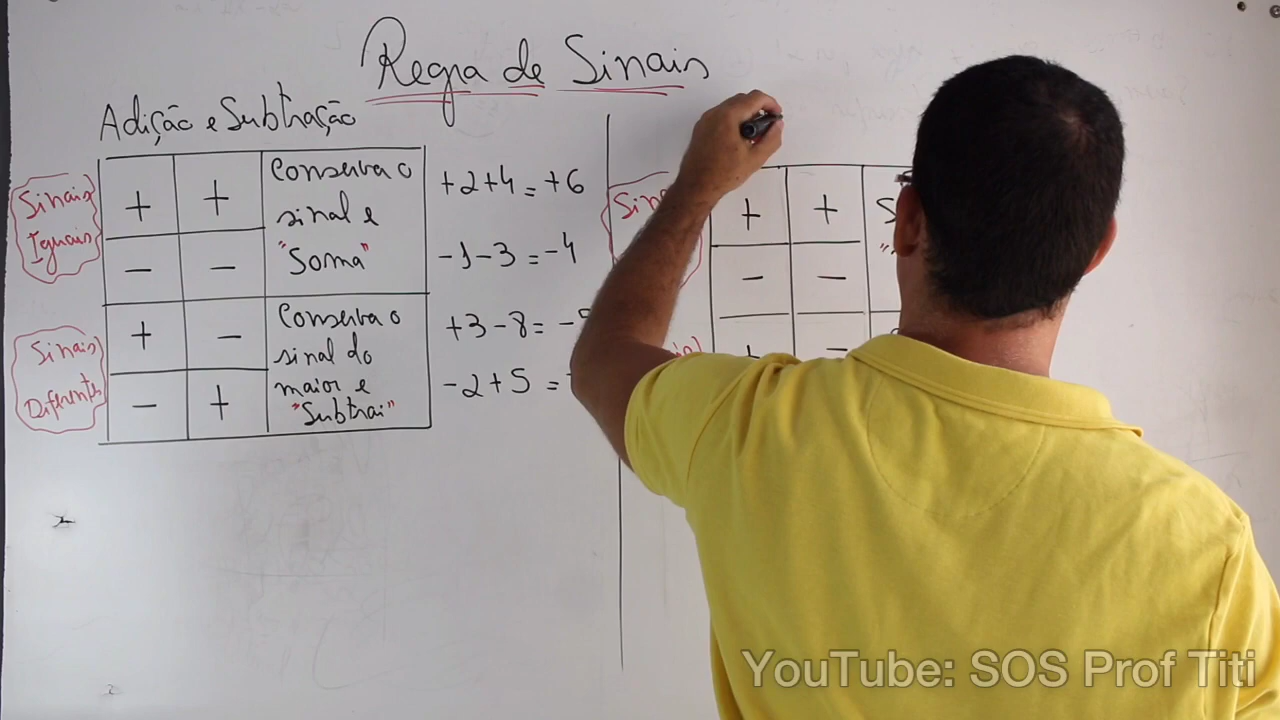 Regra de Sinais
Adição e Subtração
Sinais
Iguais
+ +
- -
Conserva o
sinal e
"Soma"
+2+4=+6
-1-3=-4
Sinais
Diferentes
+ -
- +
Conserva o
sinal do
maior e
"Subtrai"
+3-8=-
-2+5=
+ +
- -
+ -
YouTube: SOS Prof Titi